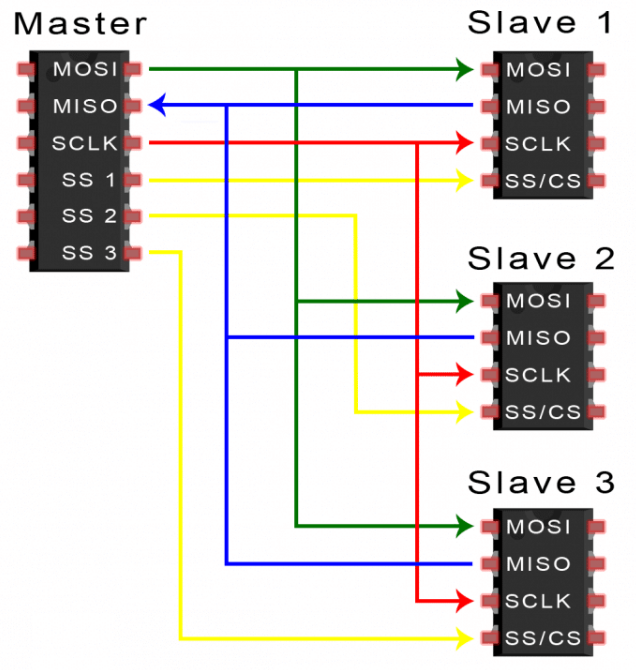 Master
MOSI
MISO
SCLK
SS 1
SS 2
SS 3
Slave 1
MOSI
MISO
SCLK
SS/CS
Slave 2
MOSI
MISO
SCLK
SS/CS
Slave 3
MOSI
MISO
SCLK
SS/CS